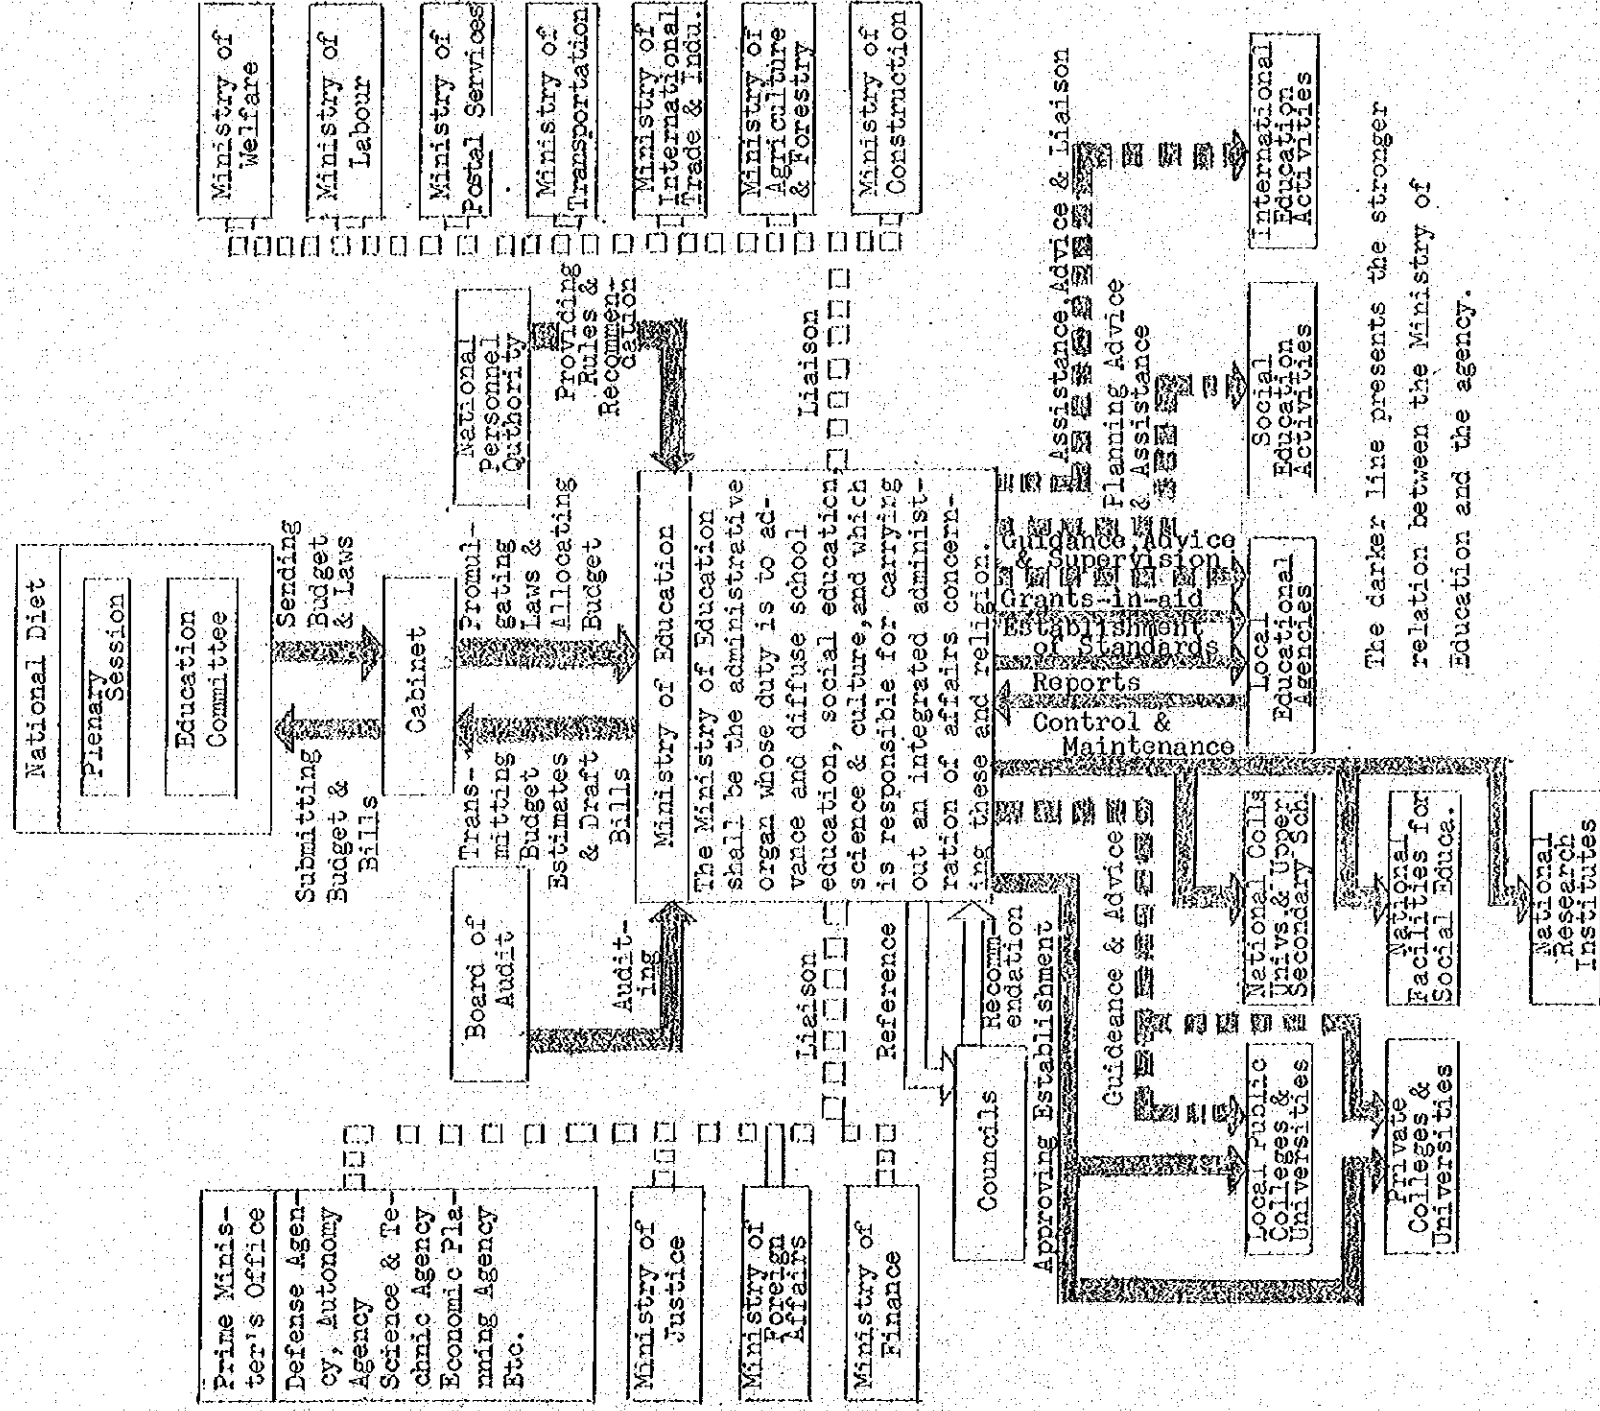 National Diet
Plenary
Session
Education
Committee
Submitting
Budget &
Bills
Sending
Budget
& Laws
Cabinet
Trans-
mitting
Budget
Estimates
& Draft
Bills
Promul-
gating
Laws &
Allocating
Budget
Board of
Audit
Audit-
ing
National
Personnel
Quthority
Providing
Rules &
Recommen-
dation
Prime Minis-
ter's Office
Defense Agen-
cy, Autonomy
Agency
Science & Te-
chnic Agency
Economic Pla-
nning Agency
Etc.
Ministry of
Justice
Ministry of
Foreign
Affairs
Ministry of
Finance
Ministry of
Welfare
Ministry of
Labour
Ministry of
Postal Services
Ministry of
Transportation
Ministry of
International
Trade & Indu.
Ministry of
Agriculture
& Forestry
Ministry of
Construction
Ministry of Education
The Ministry of Education
shall be the administrative
organ whose duty is to ad-
vance and diffuse school
education, social education,
science & culture,and which
is responsible for carrying
out an integrated administ-
ration of affairs concern-
ing these and religion.
Liaison
Liaison
Reference
Recomm-
endation
Councils
Approving Establishment
Guideance & Advice
Control &
Maintenance
Reports
Establishment
of Standards
Grants-in-aid
Guidance,Advice
& Supervision
Planning Advice
& Assistance
Assistance,Advice & Liaison
Local Public
Colleges &
Universities
Private
Colleges &
Universities
National Colls
Univs.& Upper
Secondary Sch.
National
Facilities for
Social Educa.
National
Research
Institutes
Local
Educational
Agencies
Social
Education
Activities
International
Education
Activities
The darker line presents the stronger
relation between the Ministry of
Education and the agency.